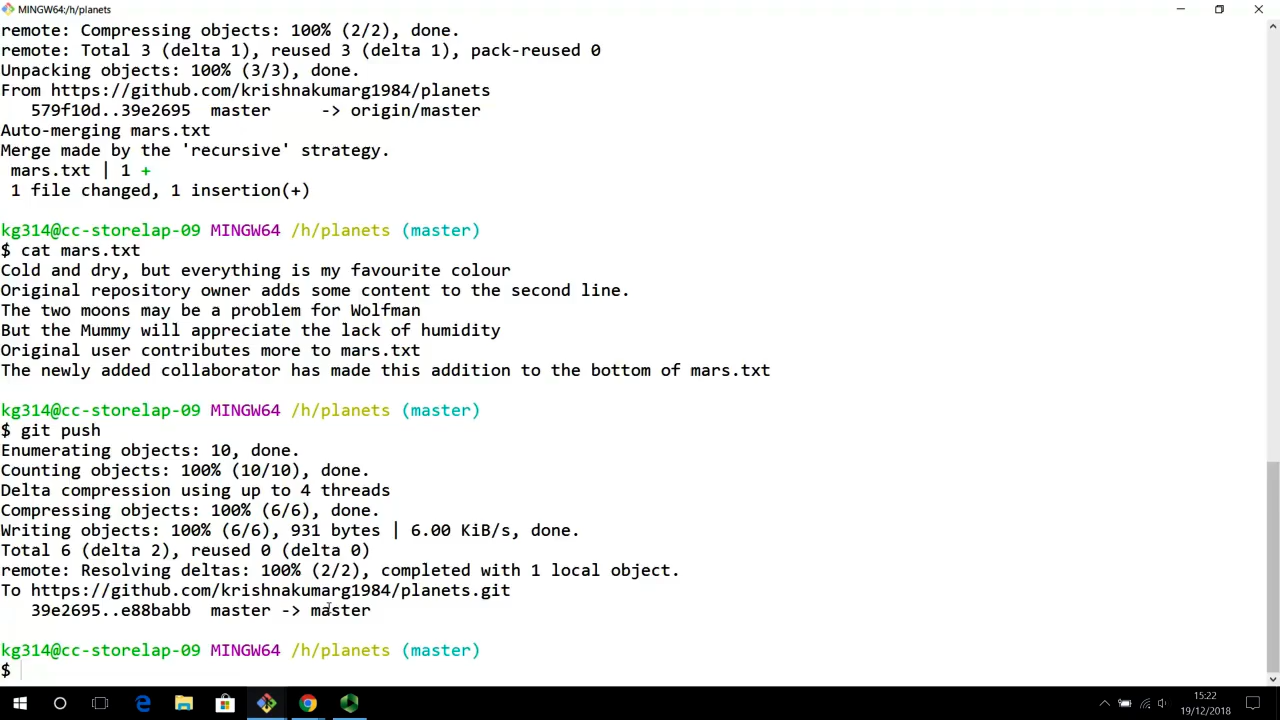 MINGW64:/h/planets
remote: Compressing objects: 100% (2/2), done.
remote: Total 3 (delta 1), reused 3 (delta 1), pack-reused 0
Unpacking objects: 100% (3/3), done.
From https://github.com/krishnakumarg1984/planets
   579f10d..39e2695  master     -> origin/master
Auto-merging mars.txt
Merge made by the 'recursive' strategy.
 mars.txt | 1 +
 1 file changed, 1 insertion(+)
kg314@cc-storelap-09 MINGW64 /h/planets (master)
$ cat mars.txt
Cold and dry, but everything is my favourite colour
Original repository owner adds some content to the second line.
The two moons may be a problem for Wolfman
But the Mummy will appreciate the lack of humidity
Original user contributes more to mars.txt
The newly added collaborator has made this addition to the bottom of mars.txt
kg314@cc-storelap-09 MINGW64 /h/planets (master)
$ git push
Enumerating objects: 10, done.
Counting objects: 100% (10/10), done.
Delta compression using up to 4 threads
Compressing objects: 100% (6/6), done.
Writing objects: 100% (6/6), 931 bytes | 6.00 KiB/s, done.
Total 6 (delta 2), reused 0 (delta 0)
remote: Resolving deltas: 100% (2/2), completed with 1 local object.
To https://github.com/krishnakumarg1984/planets.git
   39e2695..e88babb  master -> master
kg314@cc-storelap-09 MINGW64 /h/planets (master)
$
15:22
19/12/2018